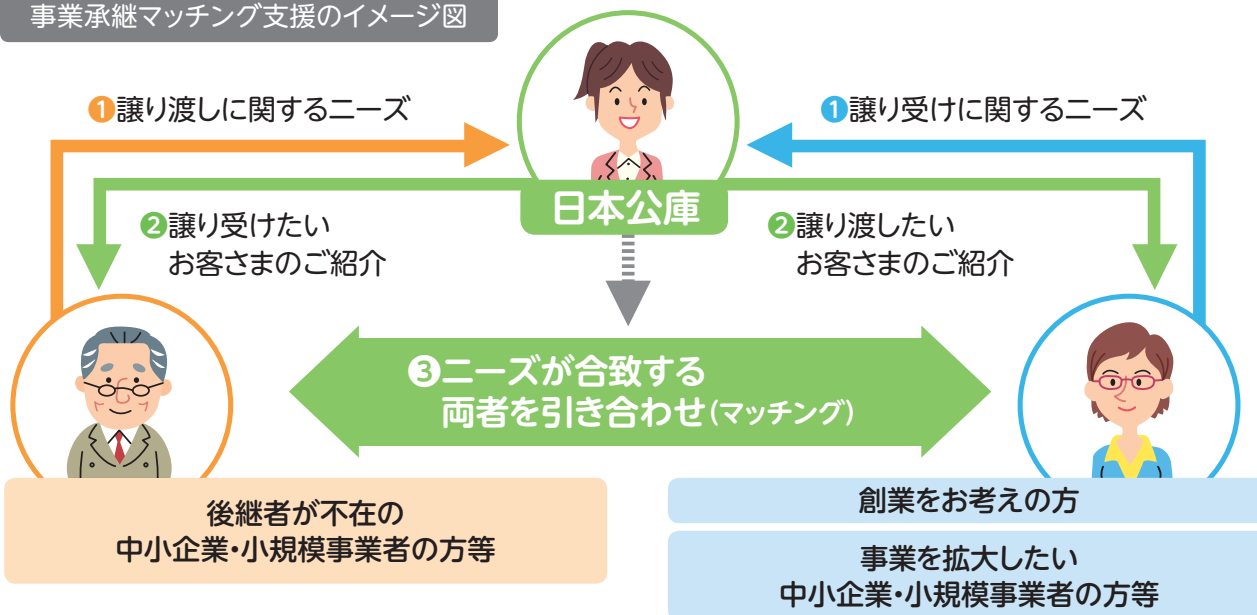 事業承継マッチング支援のイメージ図
❶譲り渡しに関するニーズ
❶譲り受けに関するニーズ
日本公庫
❷譲り受けたい
お客さまのご紹介
❷譲り渡したい
お客さまのご紹介
❸ニーズが合致する
両者を引き合わせ(マッチング)
後継者が不在の
中小企業・小規模事業者の方等
創業をお考えの方
事業を拡大したい
中小企業・小規模事業者の方等